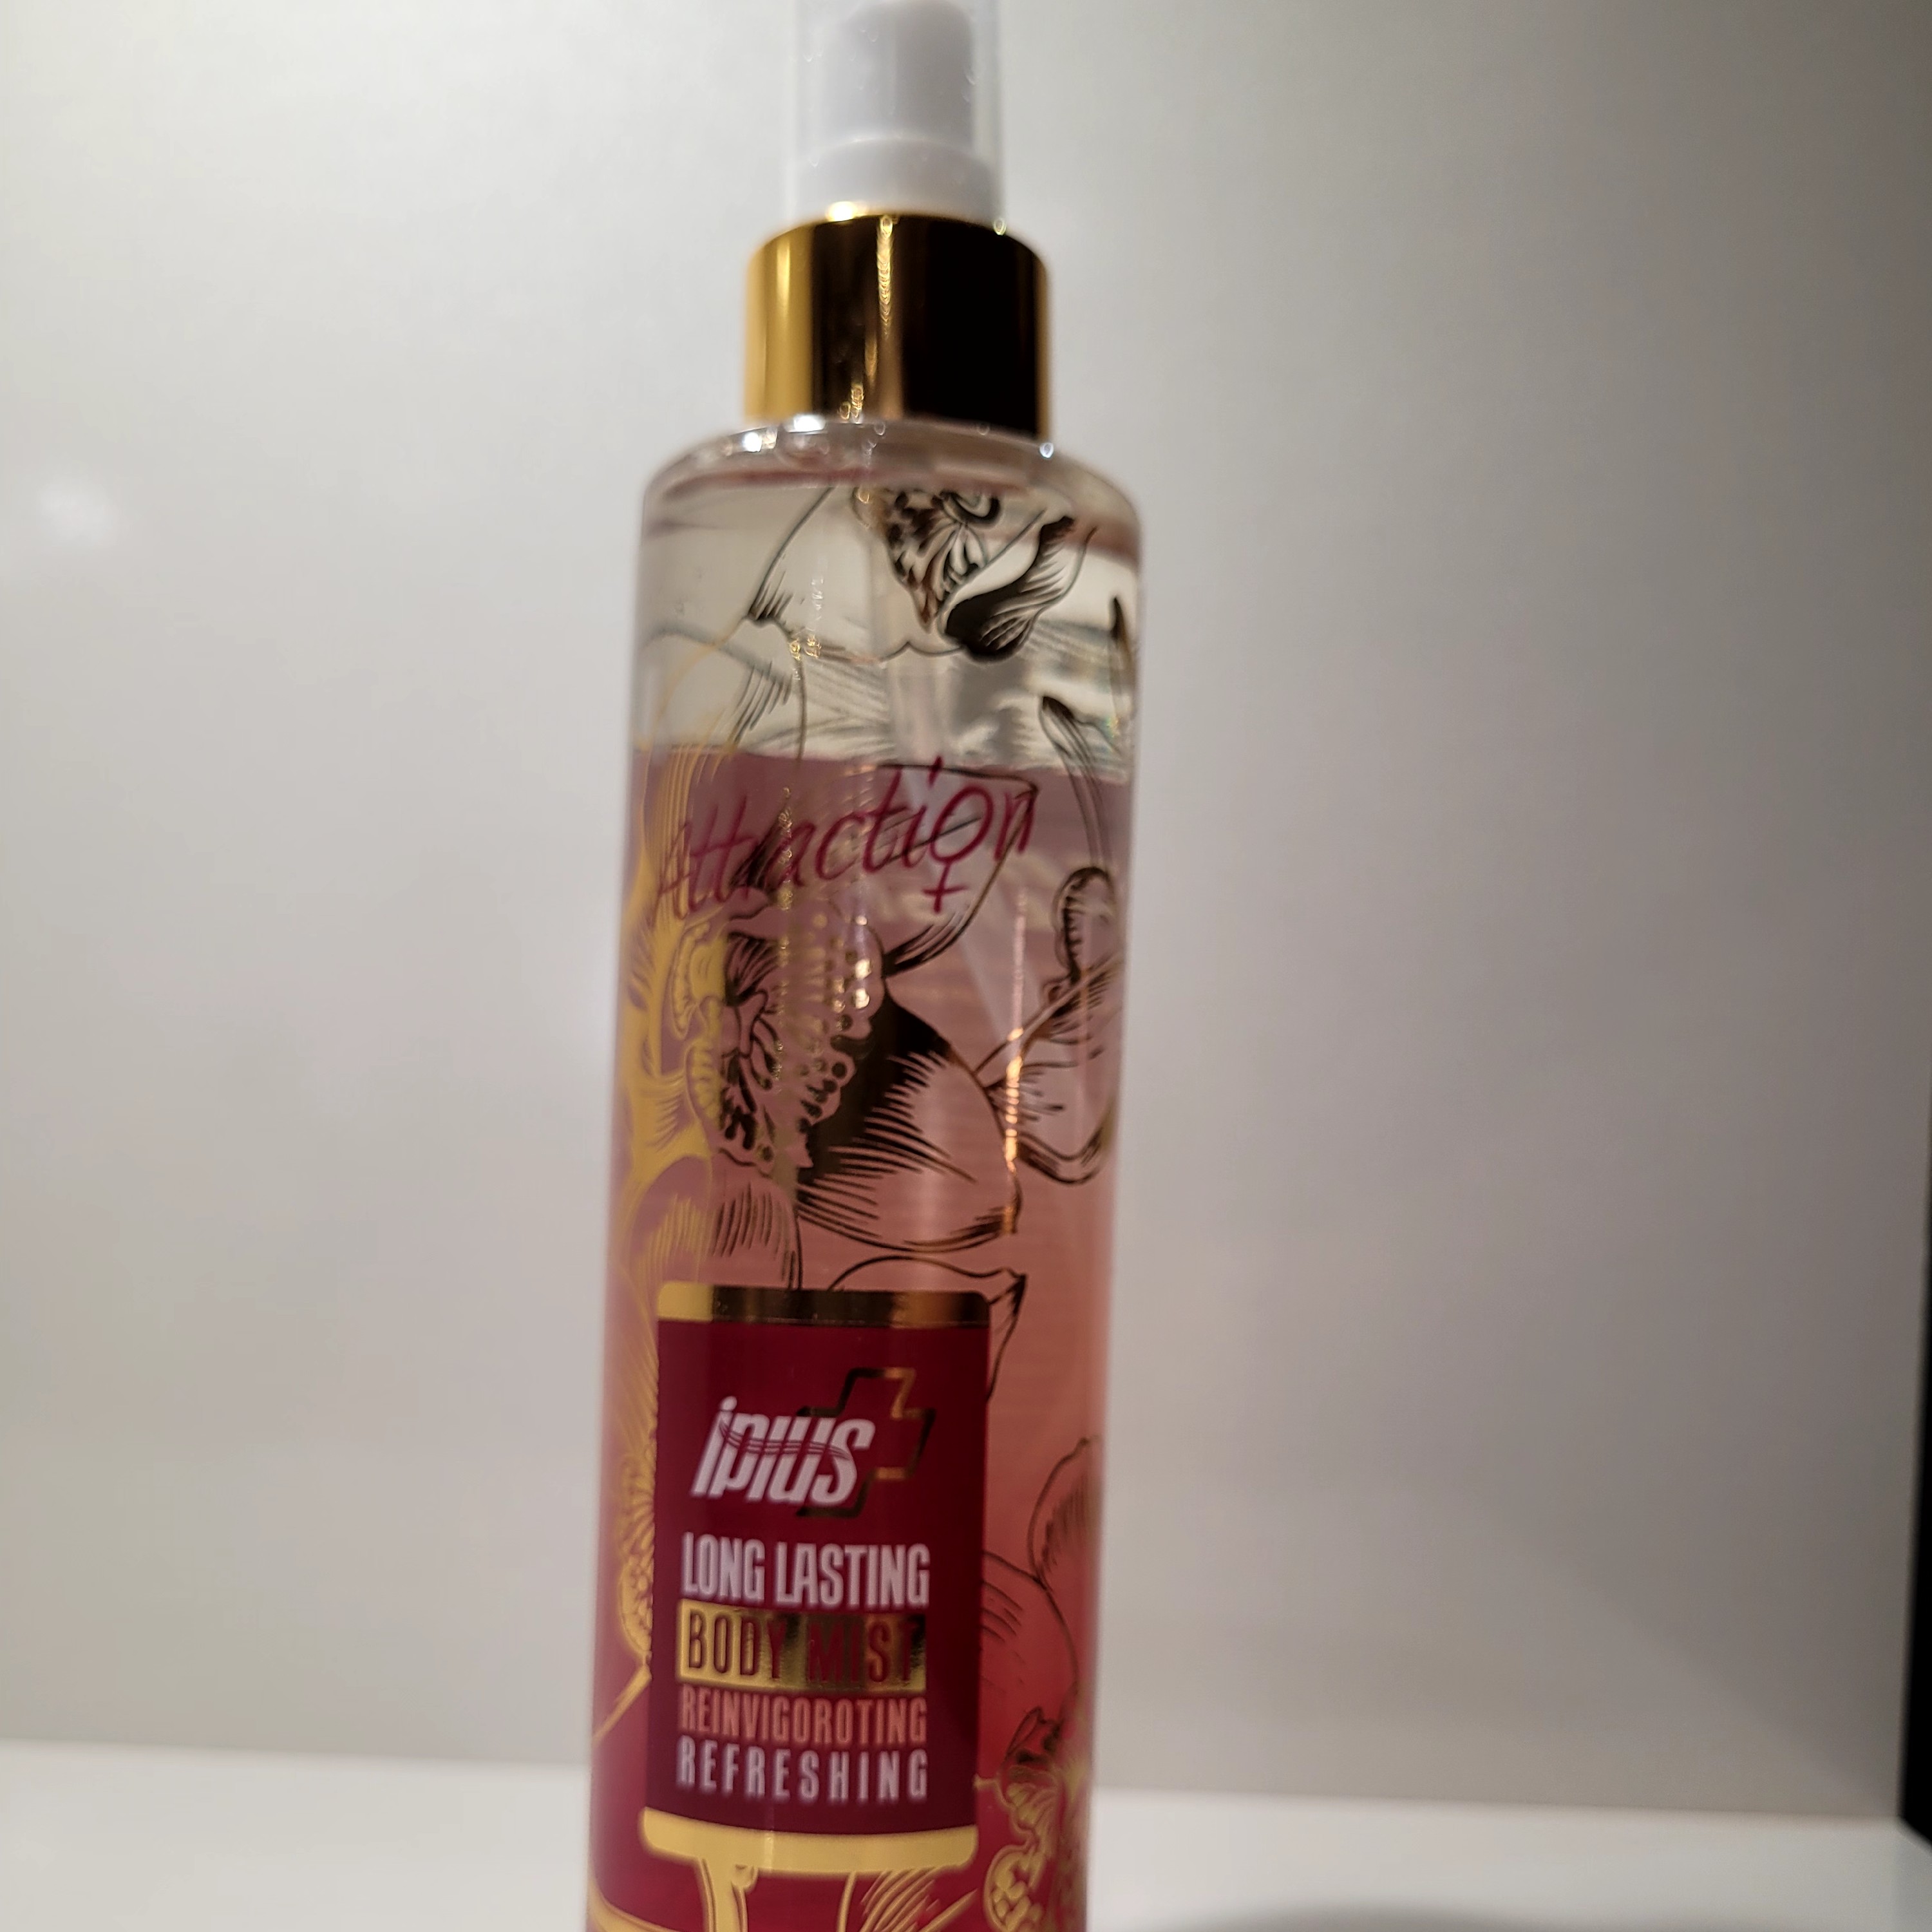 Attraction
iplus
LONG LASTING
BODY MIST
REINVIGOROTING
REFRESHING